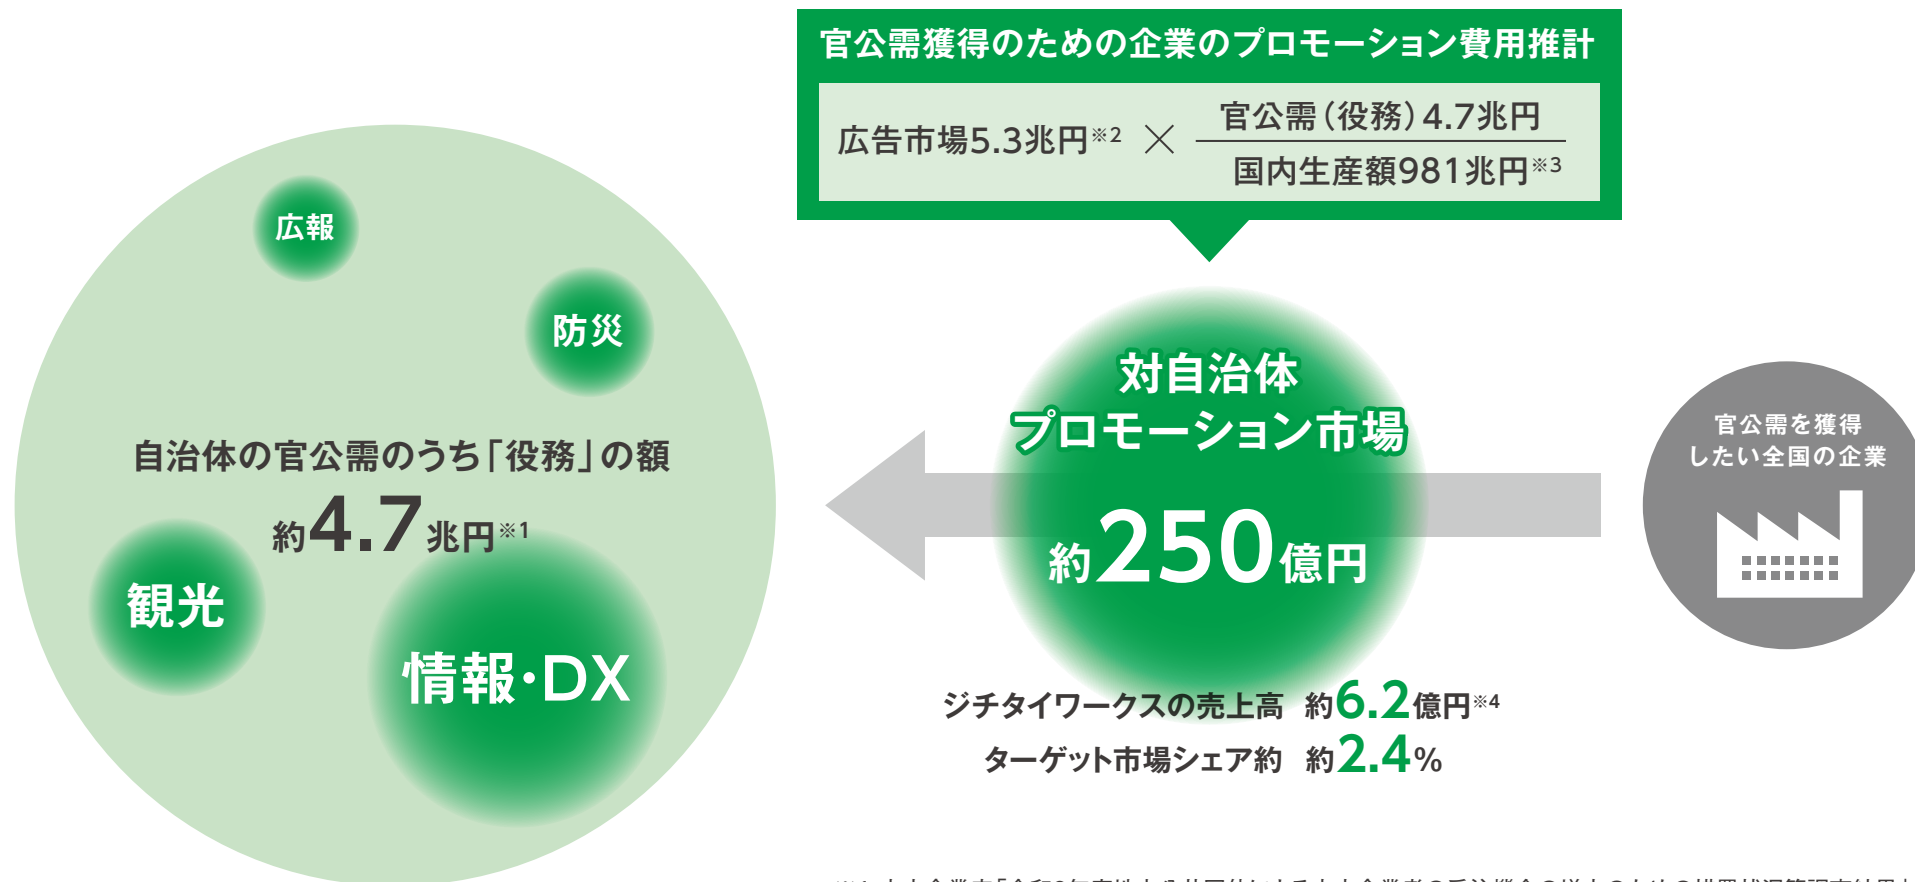 官公需獲得のための企業のプロモーション費用推計
広告市場5.3兆円※2 × 官公需(役務)4.7兆円
国内生産額981兆円※3
広報
防災
自治体の官公需のうち「役務」の額
約4.7兆円※1
観光
情報・DX
対自治体
プロモーション市場
約250億円
官公需を獲得
したい全国の企業
ジチタイワークスの売上高 約6.2億円※4
ターゲット市場シェア約 約2.4%